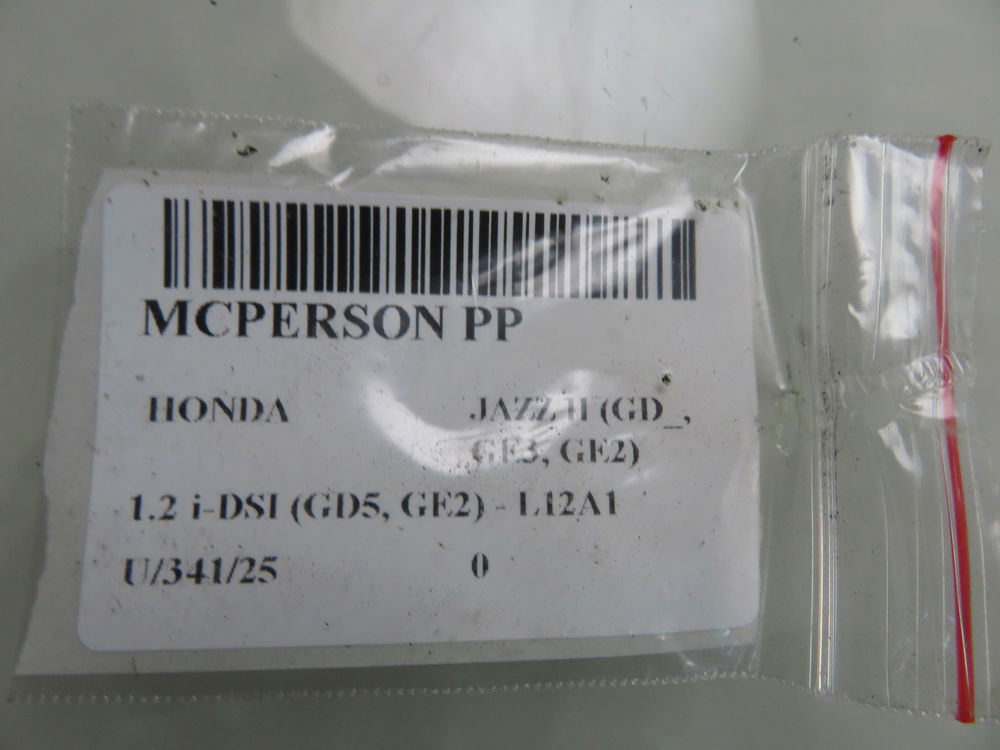 MCPERSON PP
HONDA JAZZ II (GD_,
GE3, GE2)
1.2 i-DSI (GD5, GE2) - L12A1
U/341/25 0